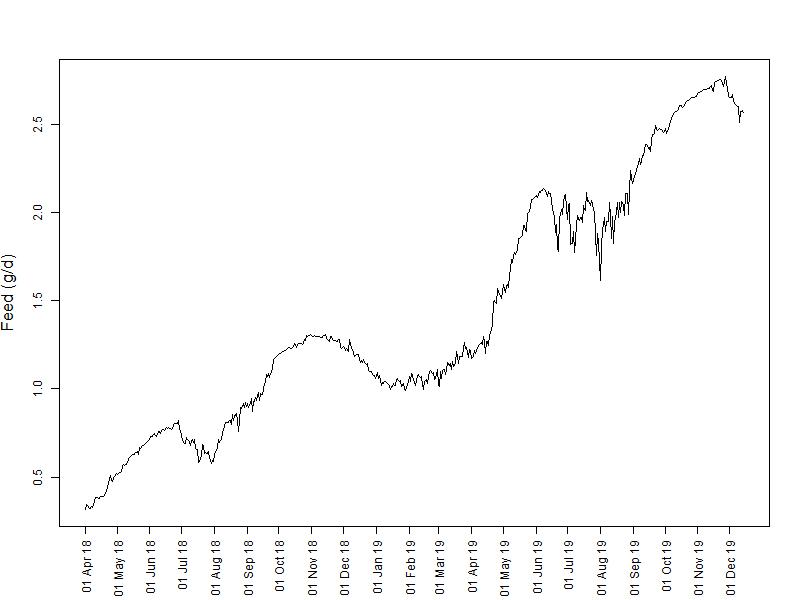 Feed (g/d)
2.5
2.0
1.5
1.0
0.5
01 Apr 18
01 May 18
01 Jun 18
01 Jul 18
01 Aug 18
01 Sep 18
01 Oct 18
01 Nov 18
01 Dec 18
01 Jan 19
01 Feb 19
01 Mar 19
01 Apr 19
01 May 19
01 Jun 19
01 Jul 19
01 Aug 19
01 Sep 19
01 Oct 19
01 Nov 19
01 Dec 19